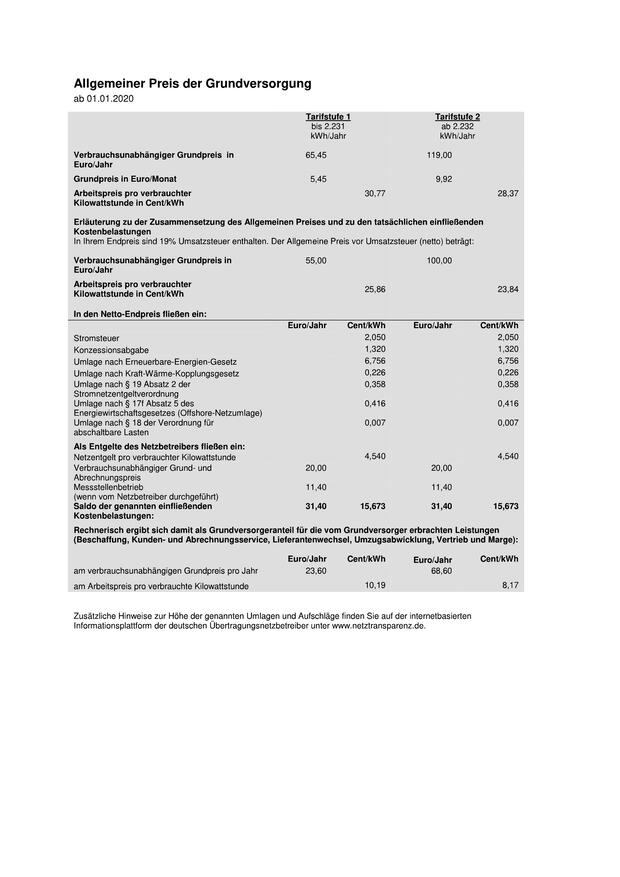 Allgemeiner Preis der Grundversorgung
ab 01.01.2020
Tarifstufe 1 Tarifstufe 2
bis 2.231 ab 2.232
kWh/Jahr kWh/Jahr
Verbrauchsunabhängiger Grundpreis in 65,45 119,00
Euro/Jahr
Grundpreis in Euro/Monat 5,45 9,92
Arbeitspreis pro verbrauchter 30,77 28,37
Kilowattstunde in Cent/kWh
Erläuterung zu der Zusammensetzung des Allgemeinen Preises und zu den tatsächlichen einfließenden
Kostenbelastungen
In Ihrem Endpreis sind 19% Umsatzsteuer enthalten. Der Allgemeine Preis vor Umsatzsteuer (netto) beträgt:
Verbrauchsunabhängiger Grundpreis in 55,00 100,00
Euro/Jahr
Arbeitspreis pro verbrauchter
Kilowattstunde in Cent/kWh 25,86 23,84
In den Netto-Endpreis fließen ein:
Euro/Jahr Cent/kWh Euro/Jahr Cent/kWh
Stromsteuer 2,050 2,050
Konzessionsabgabe 1,320 1,320
Umlage nach Erneuerbare-Energien-Gesetz 6,756 6,756
Umlage nach Kraft-Wärme-Kopplungsgesetz 0,226 0,226
Umlage nach § 19 Absatz 2 der 0,358 0,358
Stromnetzentgeltverordnung
Umlage nach § 17f Absatz 5 des 0,416 0,416
Energiewirtschaftsgesetzes (Offshore-Netzumlage)
Umlage nach § 18 der Verordnung für 0,007 0,007
abschaltbare Lasten
Als Entgelte des Netzbetreibers fließen ein:
Netzentgelt pro verbrauchter Kilowattstunde 4,540 4,540
Verbrauchsunabhängiger Grund- und 20,00 20,00
Abrechnungspreis
Messstellenbetrieb 11,40 11,40
(wenn vom Netzbetreiber durchgeführt)
Saldo der genannten einfließenden 31,40 15,673 31,40 15,673
Kostenbelastungen:
Rechnerisch ergibt sich damit als Grundversorgeranteil für die vom Grundversorger erbrachten Leistungen
(Beschaffung, Kunden- und Abrechnungsservice, Lieferantenwechsel, Umzugsabwicklung, Vertrieb und Marge):
Euro/Jahr Cent/kWh Euro/Jahr Cent/kWh
am verbrauchsunabhängigen Grundpreis pro Jahr 23,60 68,60
am Arbeitspreis pro verbrauchte Kilowattstunde 10,19 8,17
Zusätzliche Hinweise zur Höhe der genannten Umlagen und Aufschläge finden Sie auf der internetbasierten
Informationsplattform der deutschen Übertragungsnetzbetreiber unter www.netztransparenz.de.